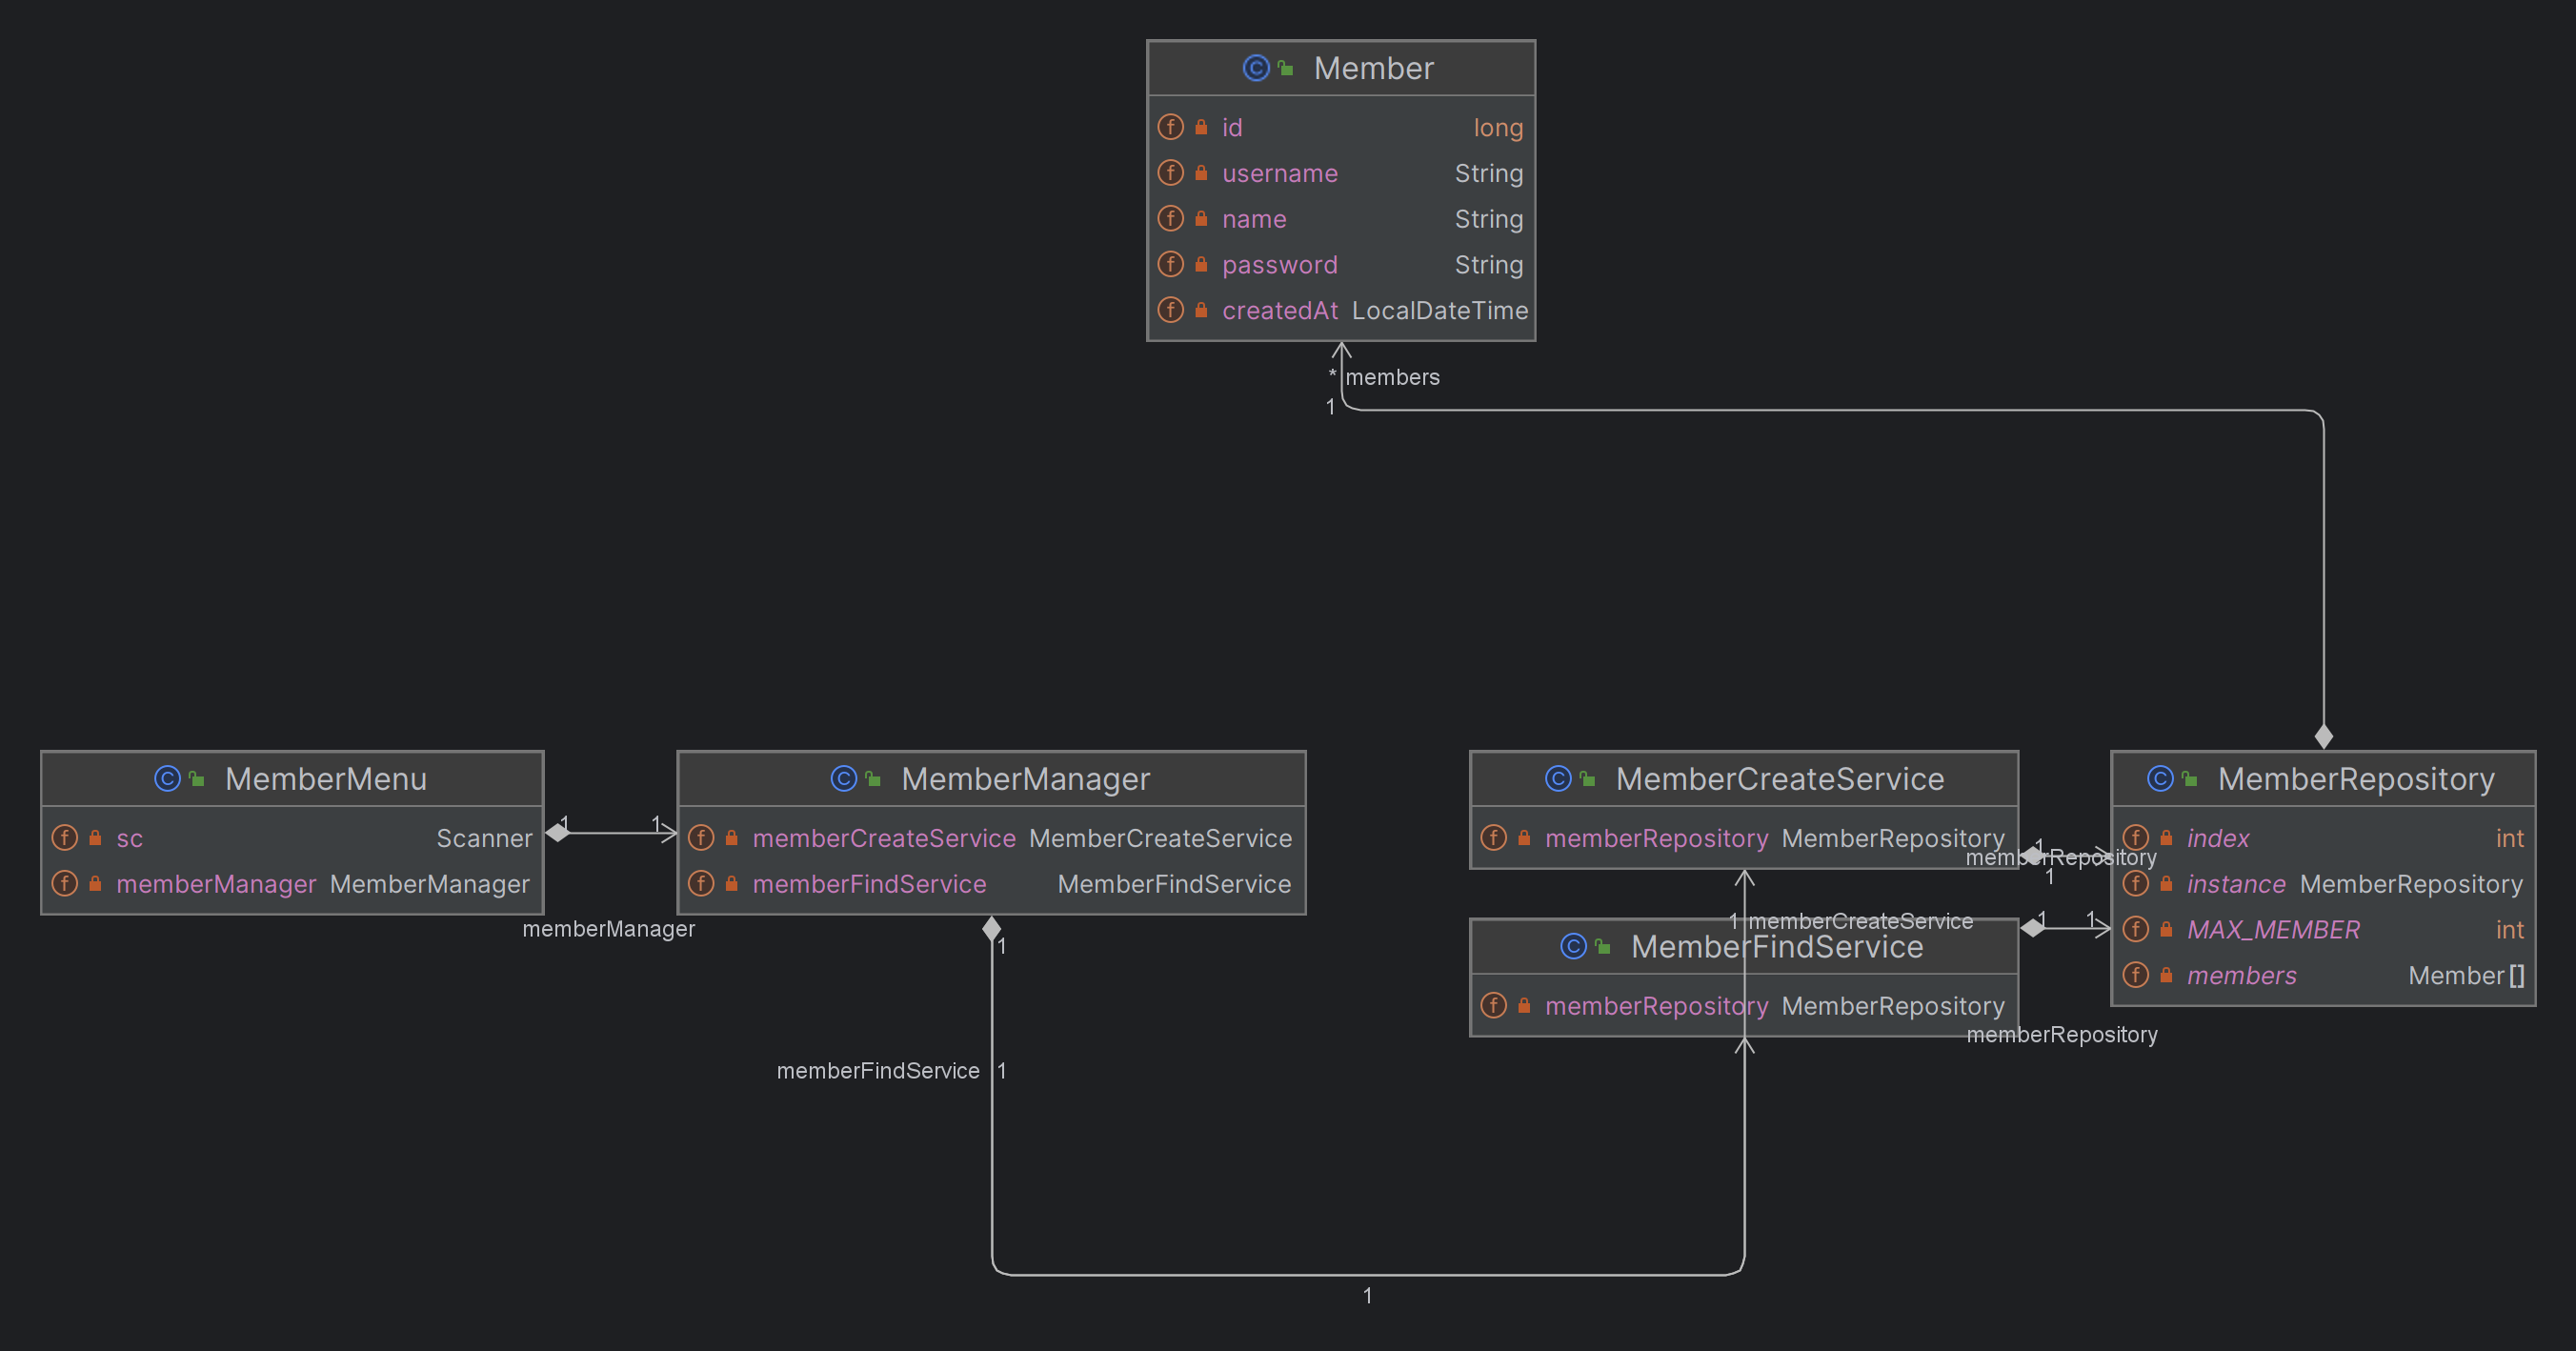 Member
id long
username String
name String
password String
createdAt LocalDateTime
* members
1
MemberMenu
sc Scanner
memberManager MemberManager
1 1
memberManager
MemberManager
memberCreateService MemberCreateService
memberFindService MemberFindService
1
memberFindService 1
1
MemberCreateService
memberRepository MemberRepository
1
memberRepository
1
1 memberCreateService
MemberFindService
memberRepository MemberRepository
1 1
memberRepository
MemberRepository
index int
instance MemberRepository
MAX_MEMBER int
members Member[]